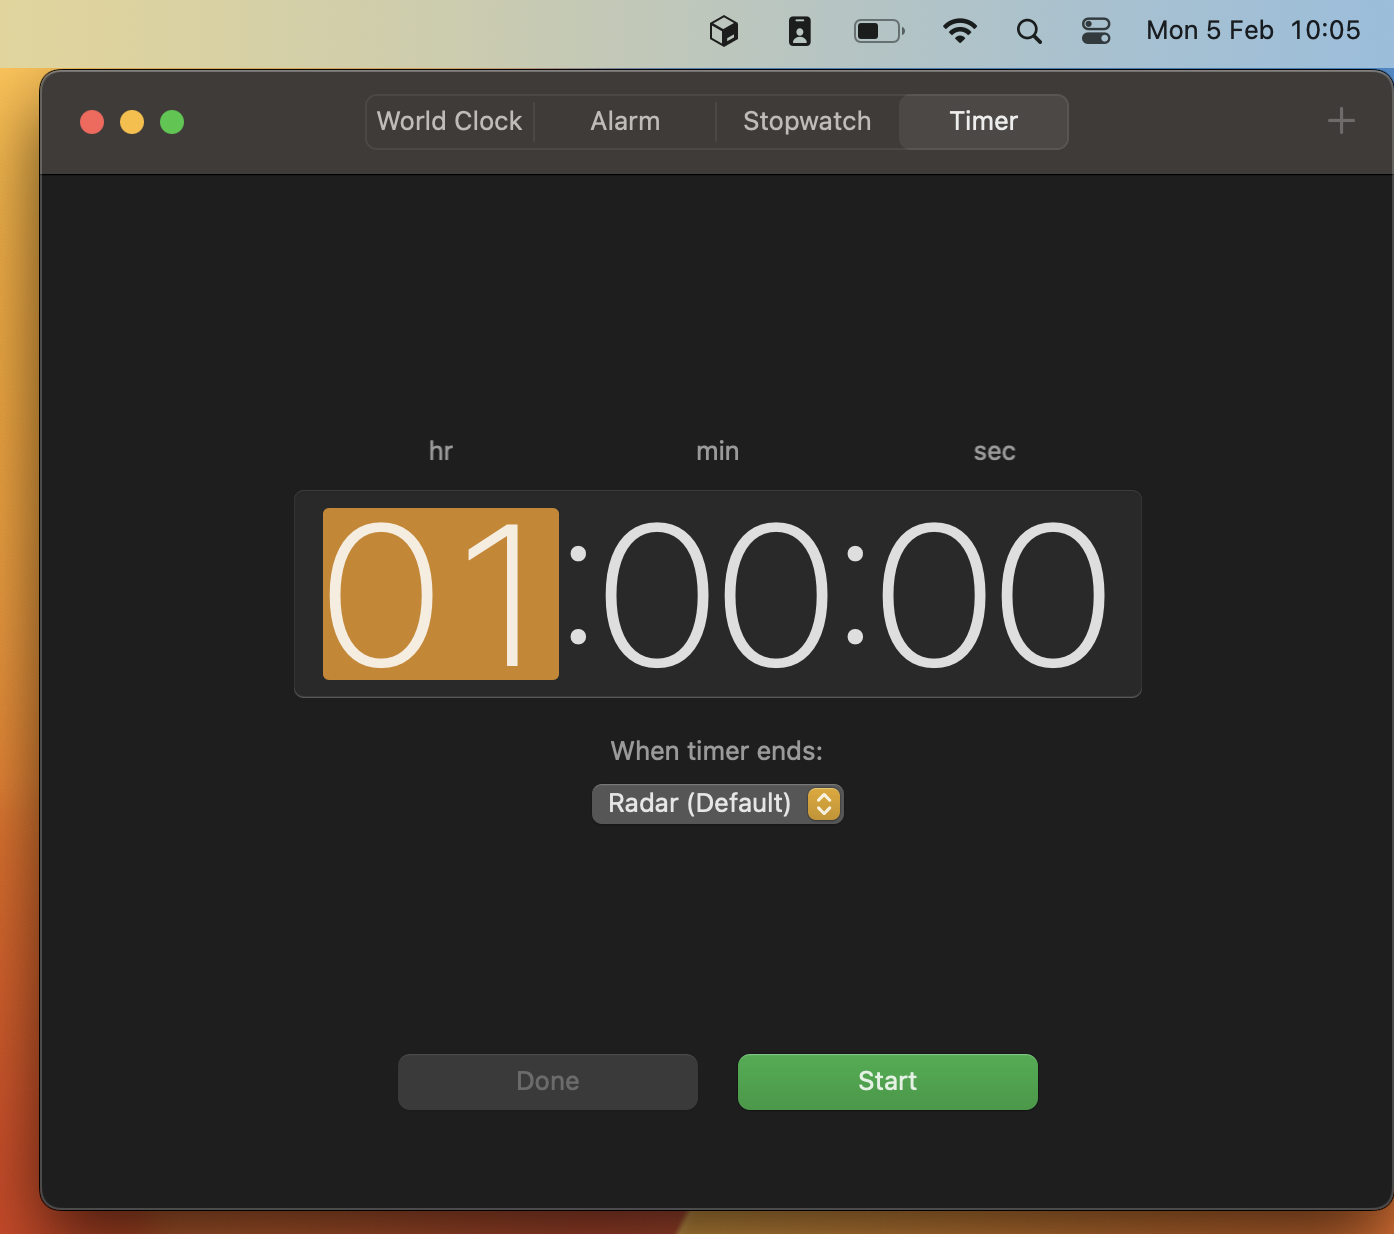 Mon 5 Feb 10:05
World Clock Alarm Stopwatch Timer
hr min sec
01:00:00
When timer ends:
Radar (Default)
Done Start